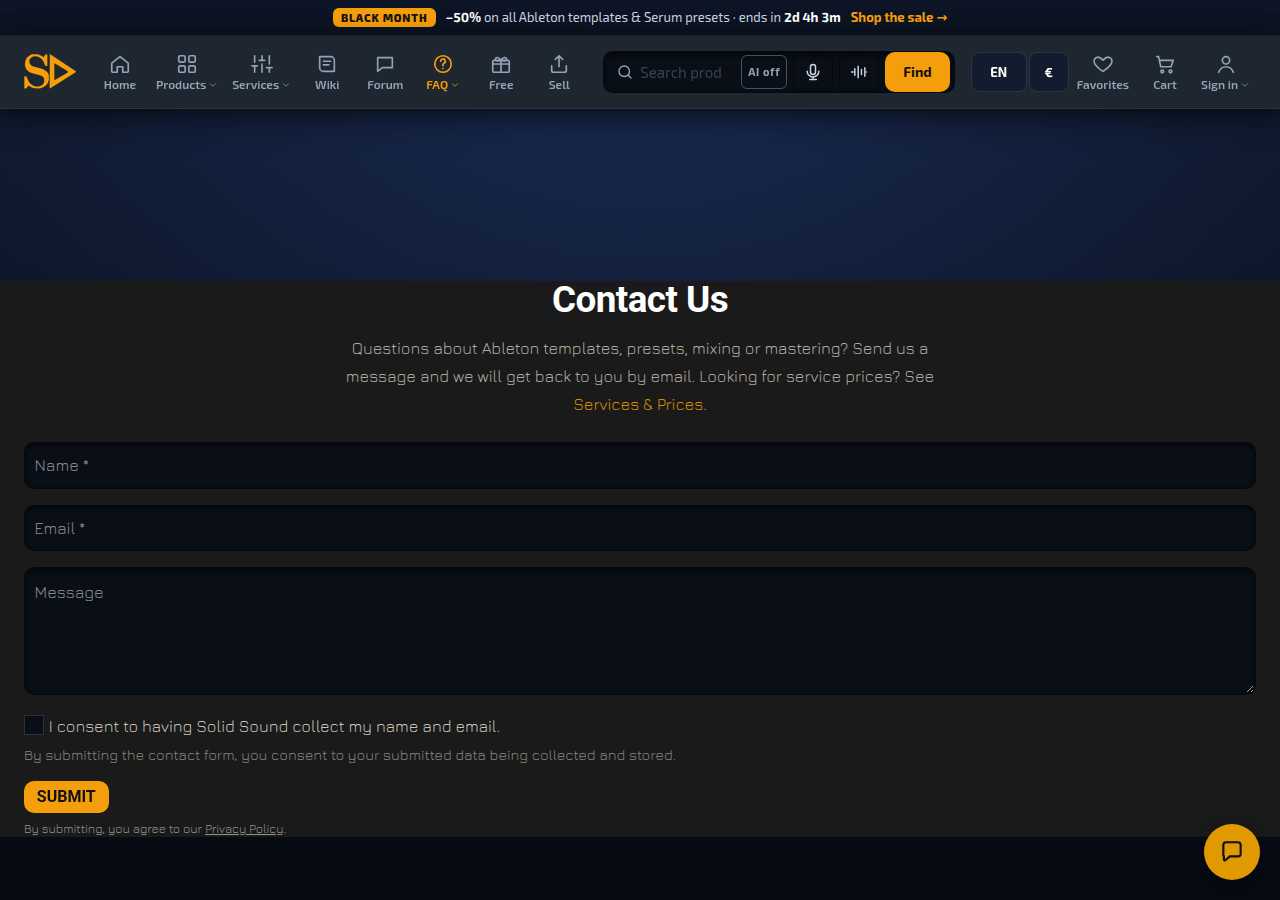 BLACK MONTH −50% on all Ableton templates & Serum presets · ends in 2d 4h 3m Shop the sale →
SD
Home Products Services Wiki Forum FAQ Free Sell
Search prod AI off Find
EN € Favorites Cart Sign in
Contact Us
Questions about Ableton templates, presets, mixing or mastering? Send us a
message and we will get back to you by email. Looking for service prices? See
Services & Prices.
Name *
Email *
Message
I consent to having Solid Sound collect my name and email.
By submitting the contact form, you consent to your submitted data being collected and stored.
SUBMIT
By submitting, you agree to our Privacy Policy.